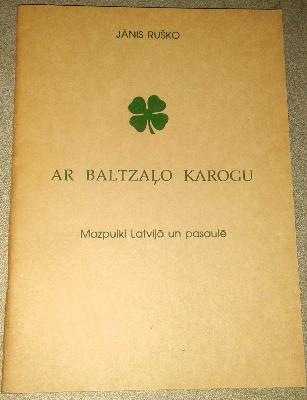 JĀNIS RUŠKO
AR BALTZAĻO KAROGU
Mazpulki Latvijā un pasaulē